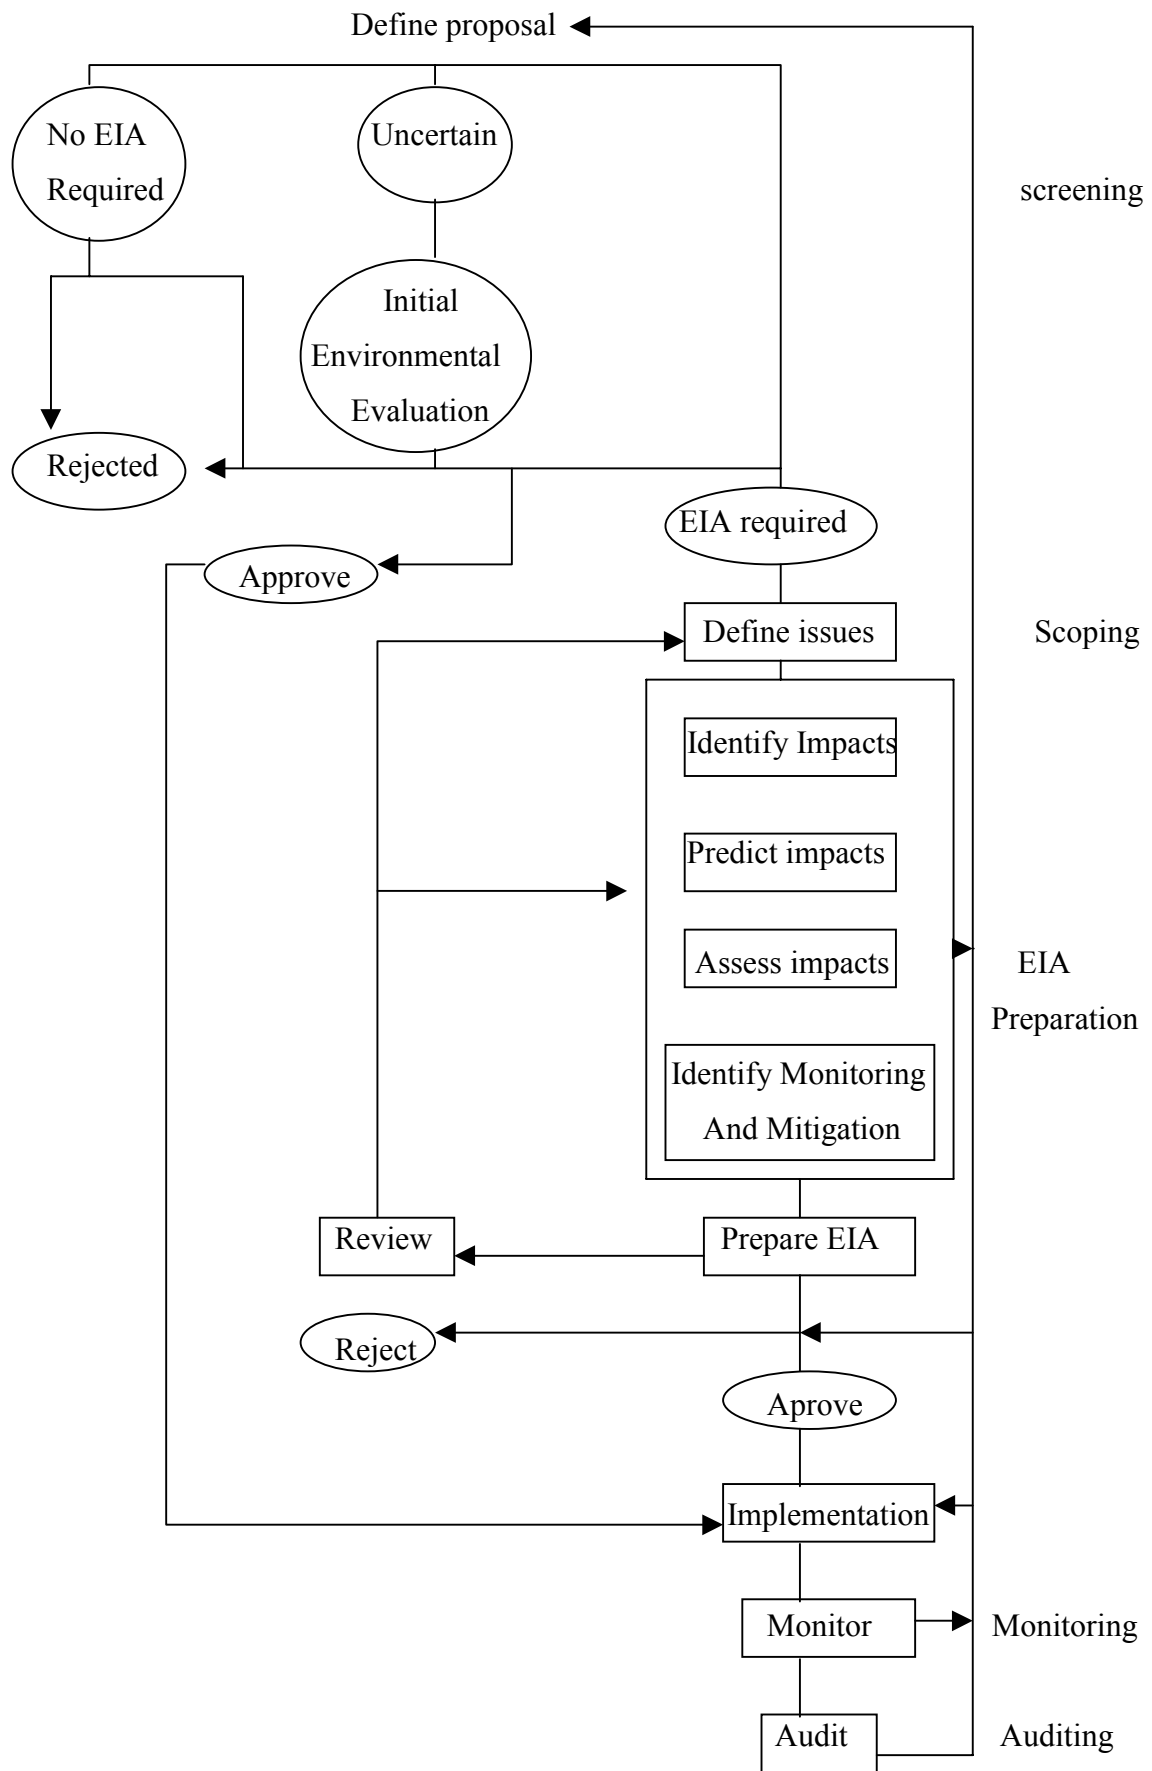 Define proposal
No EIA
Required
Uncertain
screening
Initial
Environmental
Evaluation
Rejected
EIA required
Approve
Define issues
Scoping
Identify Impacts
Predict impacts
Assess impacts
EIA
Preparation
Identify Monitoring
And Mitigation
Review
Prepare EIA
Reject
Aprove
Implementation
Monitor
Monitoring
Audit
Auditing